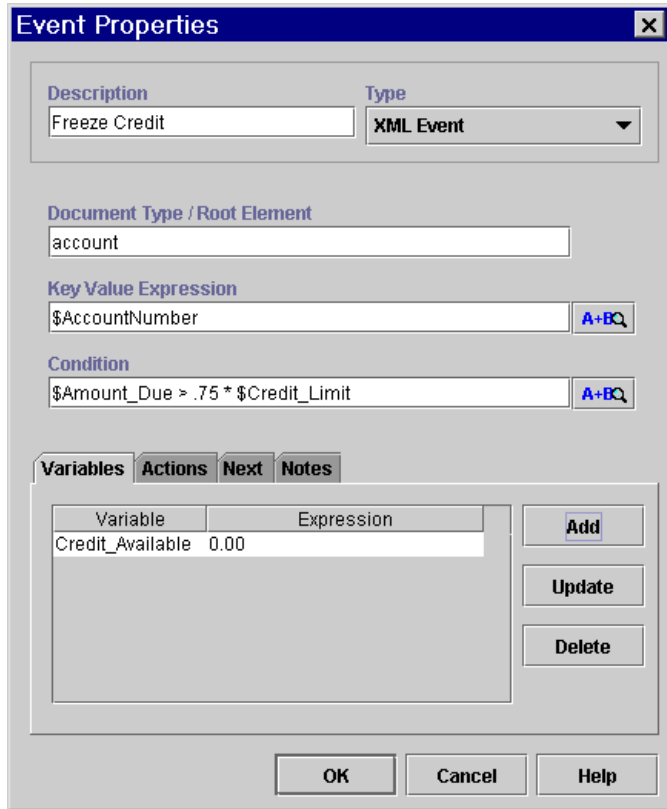 Event Properties
Description Type
Freeze Credit XML Event
Document Type / Root Element
account
Key Value Expression
$AccountNumber A+B
Condition
$Amount_Due > .75 * $Credit_Limit A+B
Variables Actions Next Notes
Variable Expression Add
Credit_Available 0.00
Update
Delete
OK Cancel Help